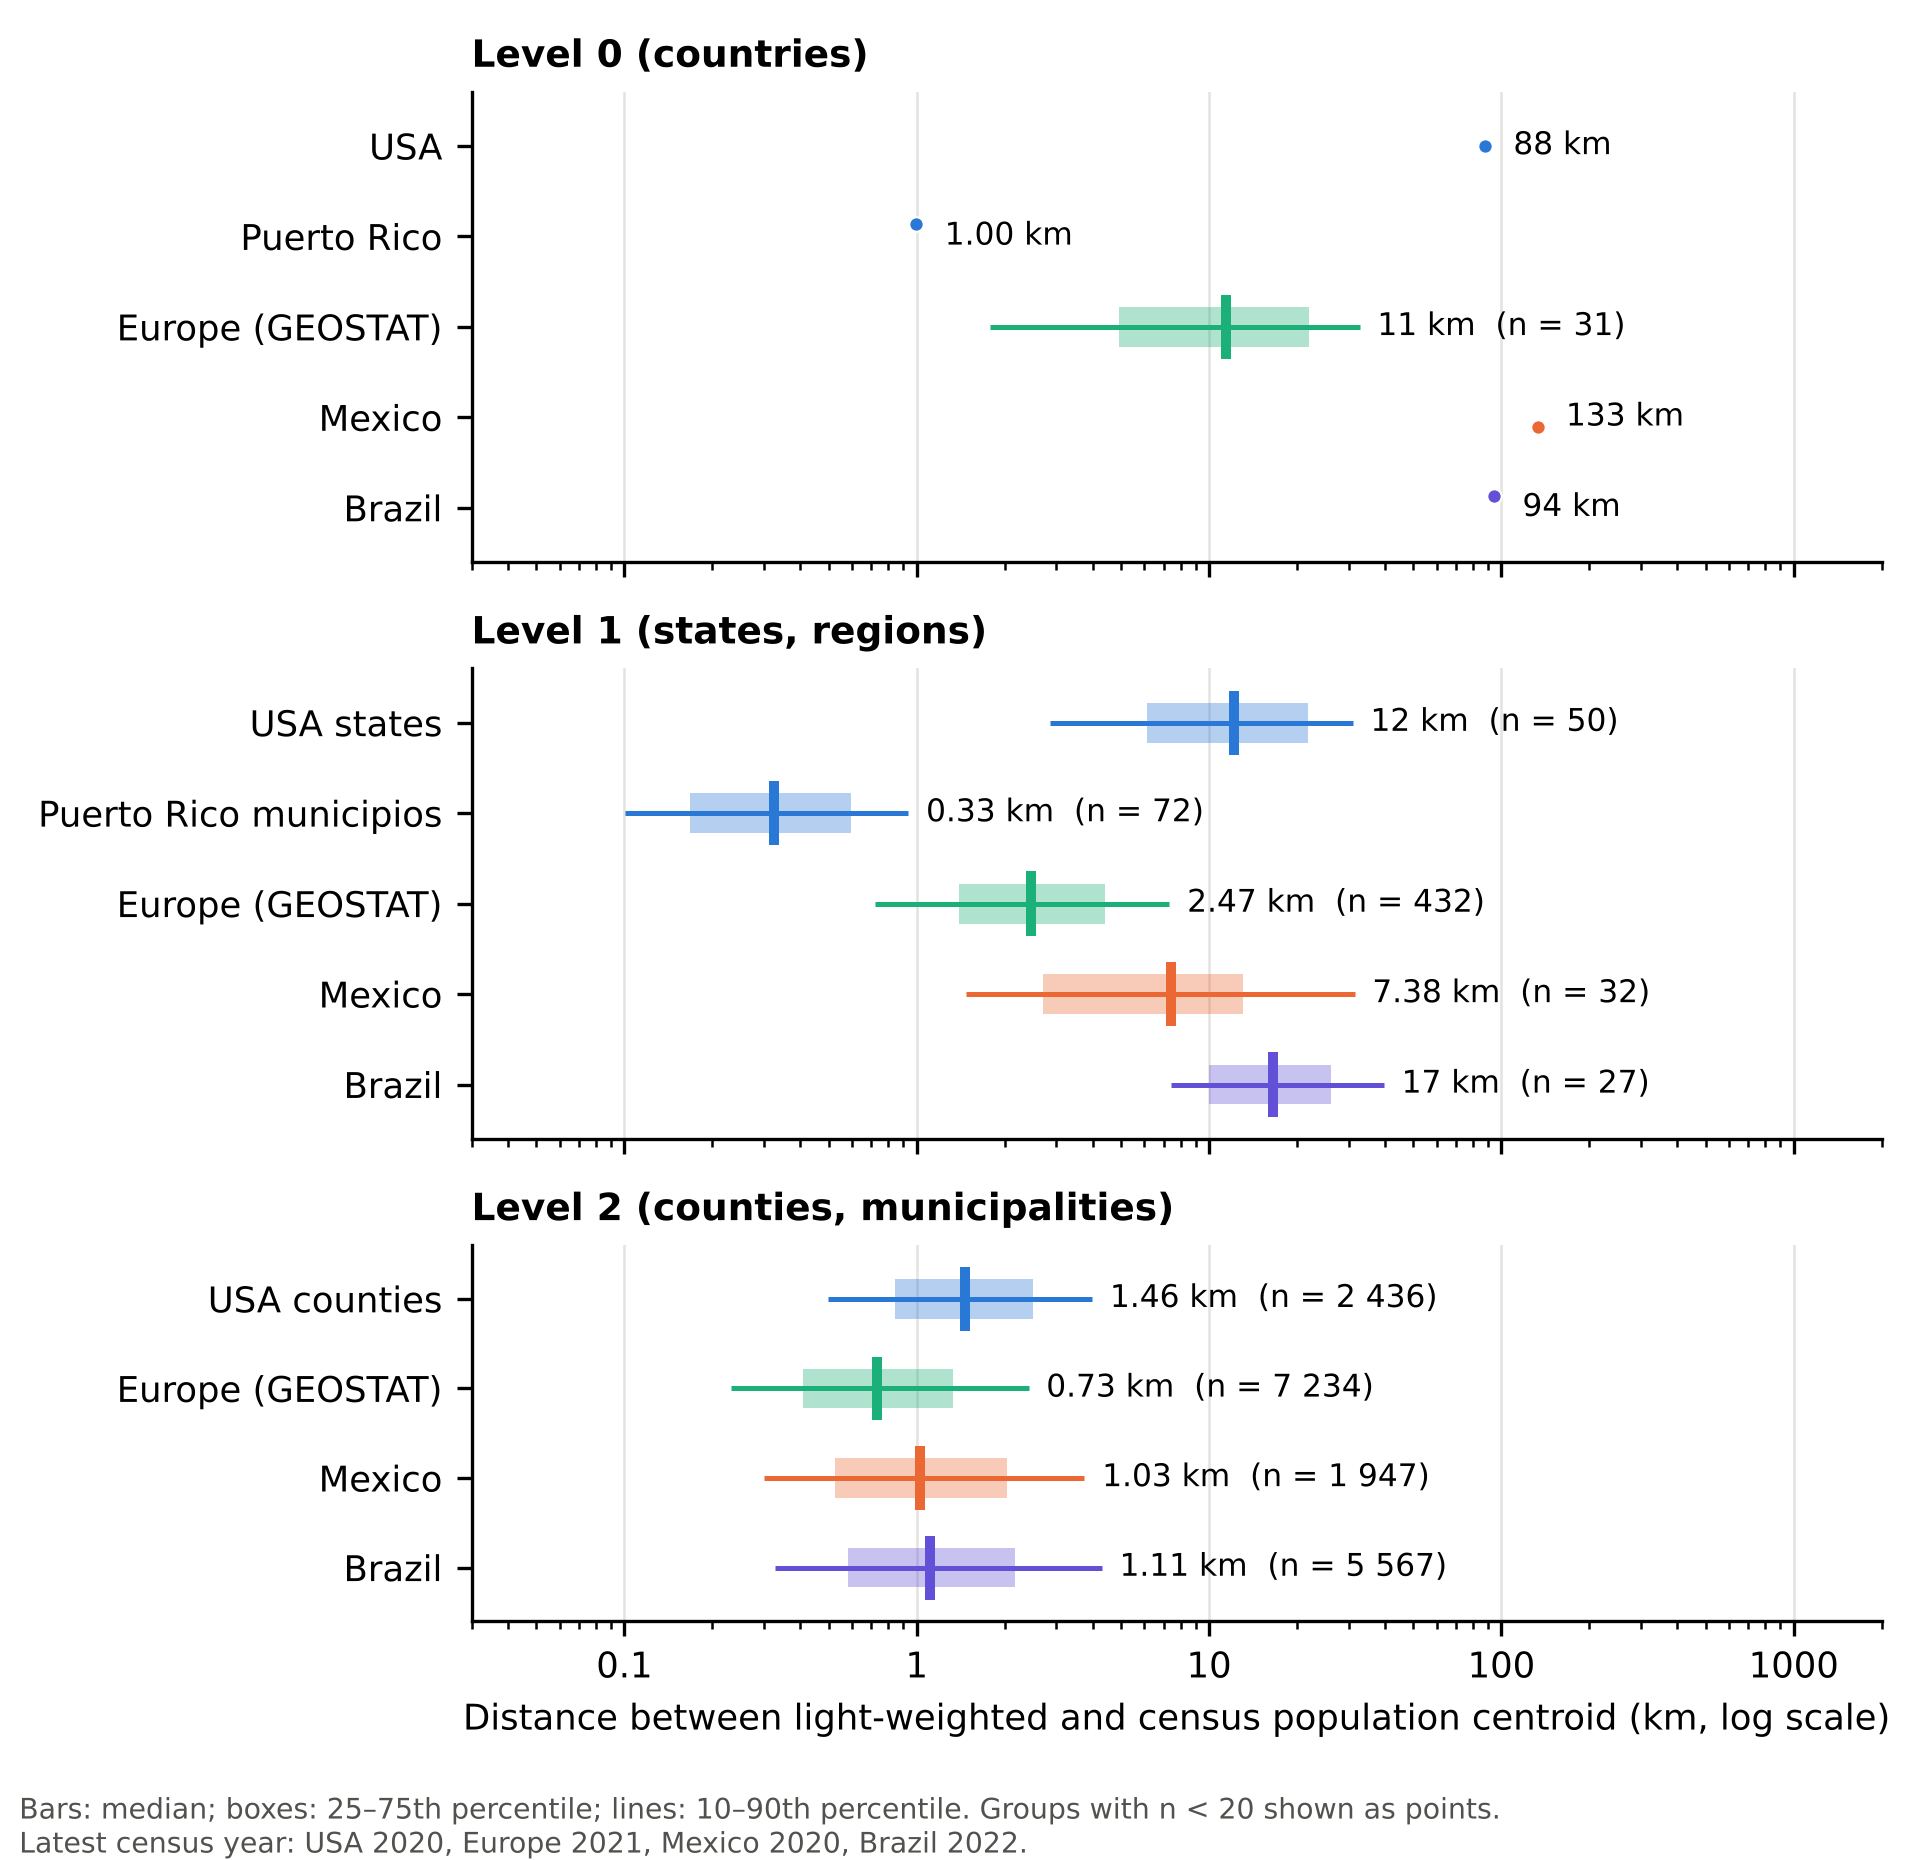 Level 0 (countries)
USA
88 km
Puerto Rico
1.00 km
Europe (GEOSTAT)
11 km (n = 31)
Mexico
133 km
Brazil
94 km
Level 1 (states, regions)
USA states
12 km (n = 50)
Puerto Rico municipios
0.33 km (n = 72)
Europe (GEOSTAT)
2.47 km (n = 432)
Mexico
7.38 km (n = 32)
Brazil
17 km (n = 27)
Level 2 (counties, municipalities)
USA counties
1.46 km (n = 2 436)
Europe (GEOSTAT)
0.73 km (n = 7 234)
Mexico
1.03 km (n = 1 947)
Brazil
1.11 km (n = 5 567)
0.1 1 10 100 1000
Distance between light-weighted and census population centroid (km, log scale)
Bars: median; boxes: 25–75th percentile; lines: 10–90th percentile. Groups with n < 20 shown as points.
Latest census year: USA 2020, Europe 2021, Mexico 2020, Brazil 2022.